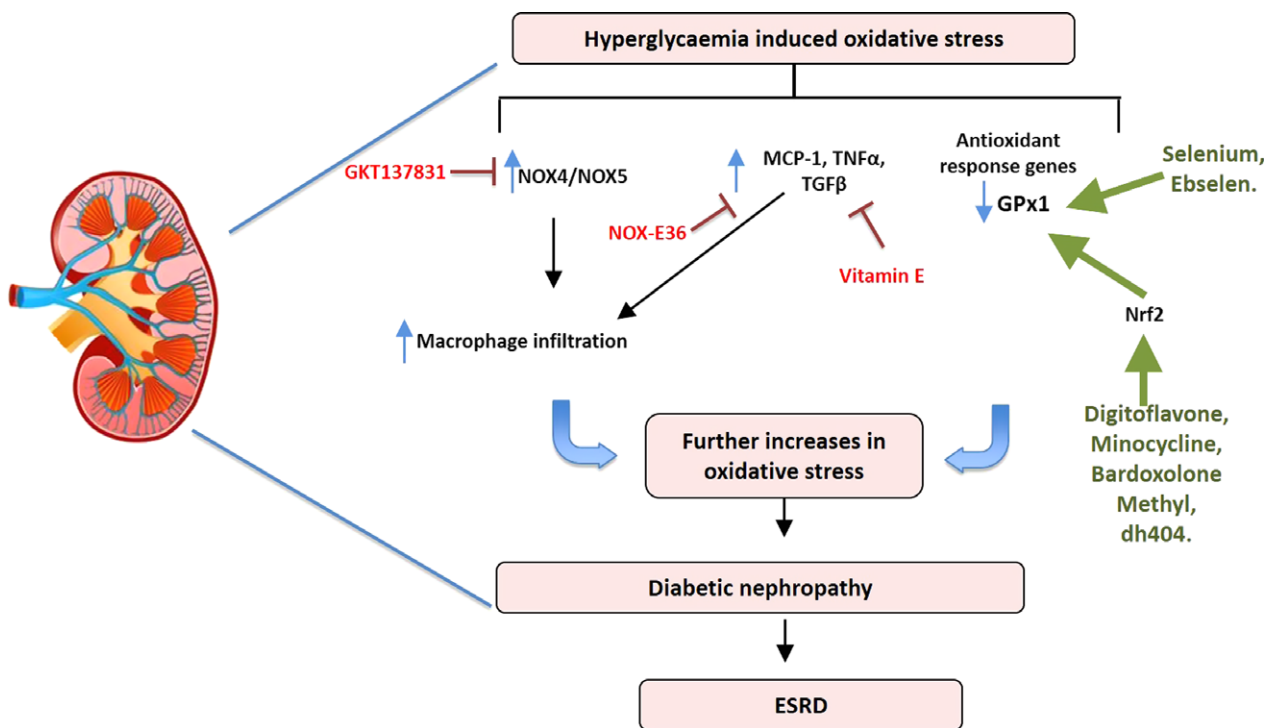 Hyperglycaemia induced oxidative stress
GKT137831
NOX4/NOX5
MCP-1, TNFα,
TGFβ
Antioxidant
response genes
GPx1
Selenium,
Ebselen.
NOX-E36
Vitamin E
Nrf2
Macrophage infiltration
Digitoflavone,
Minocycline,
Bardoxolone
Methyl,
dh404.
Further increases in
oxidative stress
Diabetic nephropathy
ESRD